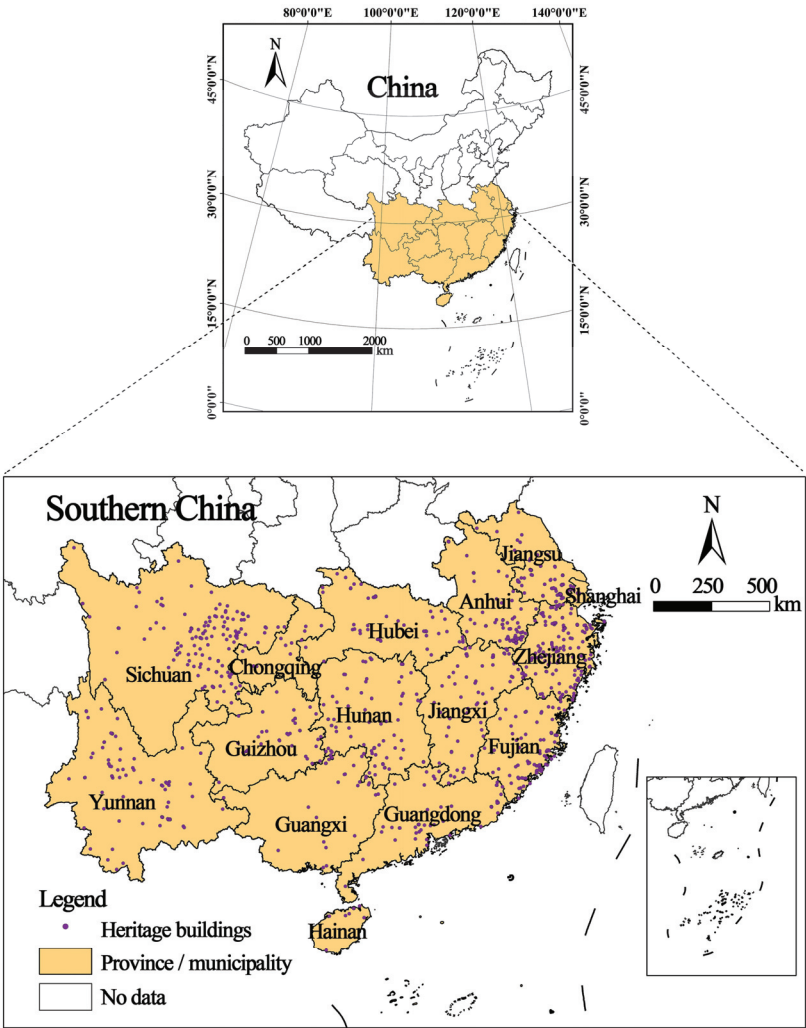 80°0'0"E 100°0'0"E 120°0'0"E 140°0'0"E
N
China
45°0'0"N
45°0'0"N
30°0'0"N
30°0'0"N
15°0'0"N
15°0'0"N
0°0'0"
0°0'0"
0 500 1000 2000
km
Southern China
N
0 250 500
km
Jiangsu
Shanghai
Anhui
Hubei
Zhejiang
Chongqing
Sichuan
Hunan
Jiangxi
Guizhou
Fujian
Yunnan
Guangdong
Guangxi
Hainan
Legend
Heritage buildings
Province / municipality
No data